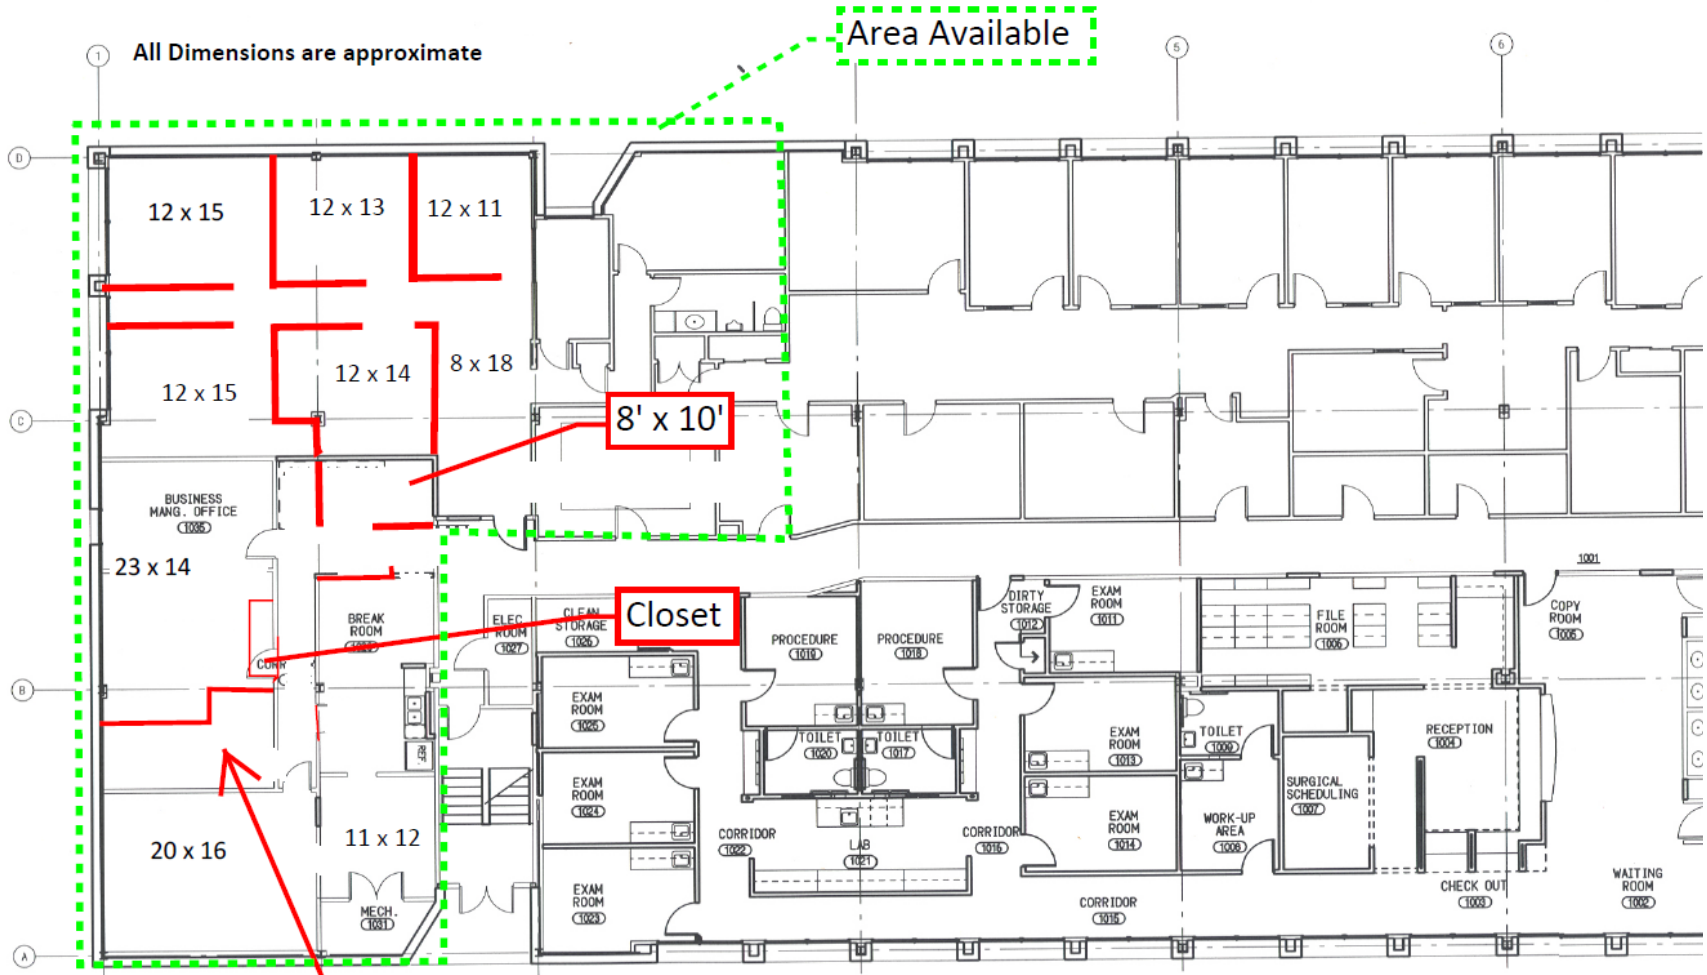 Area Available
All Dimensions are approximate
1
5
6
D
12 x 15
12 x 13
12 x 11
12 x 15
12 x 14
8 x 18
C
8' x 10'
BUSINESS
MANG. OFFICE
1035
23 x 14
1001
Closet
BREAK
ROOM
CORR
ELEC
ROOM
1027
CLEAN
STORAGE
1026
PROCEDURE
1019
PROCEDURE
1018
DIRTY
STORAGE
1012
EXAM
ROOM
1011
FILE
ROOM
1006
COPY
ROOM
1005
B
EXAM
ROOM
1025
TOILET
1020
TOILET
1017
EXAM
ROOM
1013
TOILET
1009
RECEPTION
1004
REF
EXAM
ROOM
1024
SURGICAL
SCHEDULING
1007
20 x 16
11 x 12
CORRIDOR
1022
LAB
1021
CORRIDOR
1016
EXAM
ROOM
1014
WORK-UP
AREA
1008
MECH.
1031
EXAM
ROOM
1023
CORRIDOR
1015
CHECK OUT
1003
WAITING
ROOM
1002
A